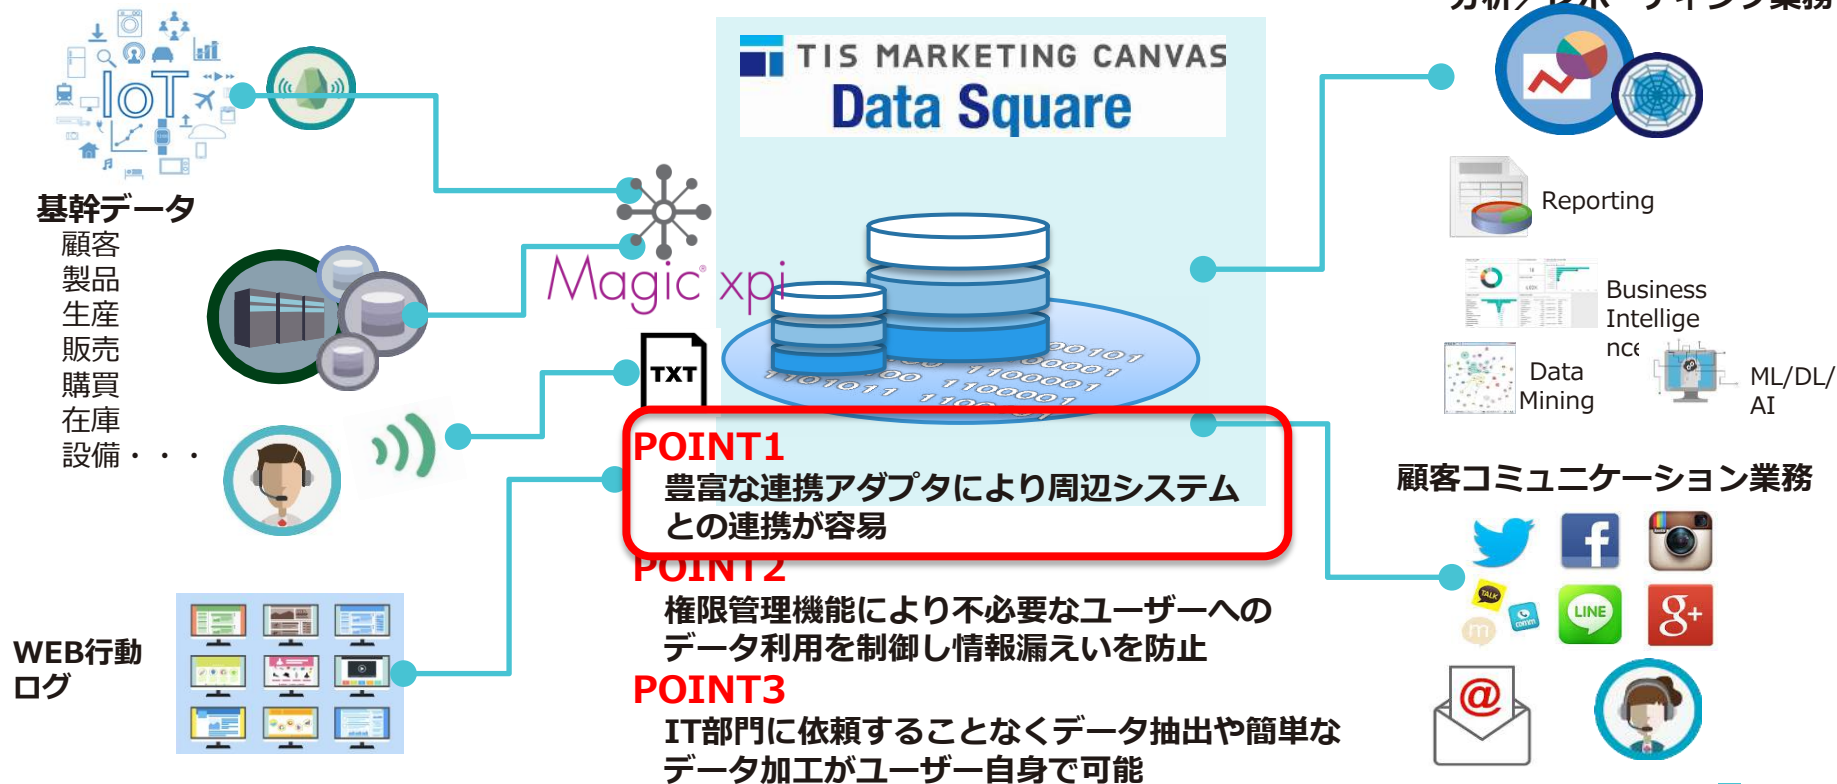 分析／レポーティング業務
TIS MARKETING CANVAS
Data Square
IoT
基幹データ
顧客
製品
生産
販売
購買
在庫
設備・・・
Magic xpi
TXT
Reporting
Business
Intellige
nce
Data
Mining
ML/DL/
AI
POINT1
豊富な連携アダプタにより周辺システム
との連携が容易
POINT2
権限管理機能により不必要なユーザーへの
データ利用を制御し情報漏えいを防止
POINT3
IT部門に依頼することなくデータ抽出や簡単な
データ加工がユーザー自身で可能
WEB行動
ログ
顧客コミュニケーション業務
TALK
comm
LINE
g+
@